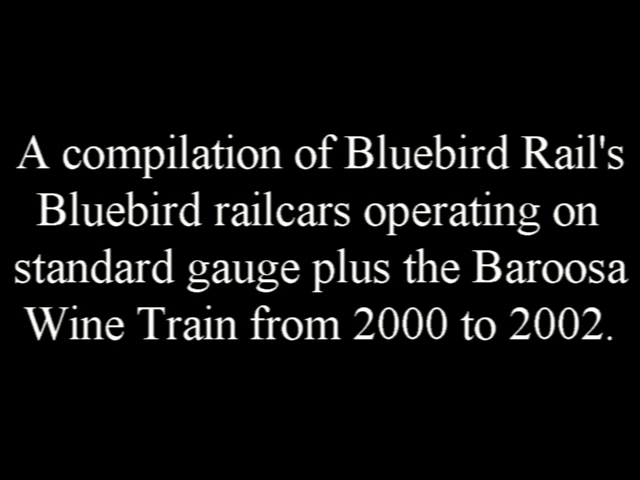 A compilation of Bluebird Rail's
Bluebird railcars operating on
standard gauge plus the Baroosa
Wine Train from 2000 to 2002.